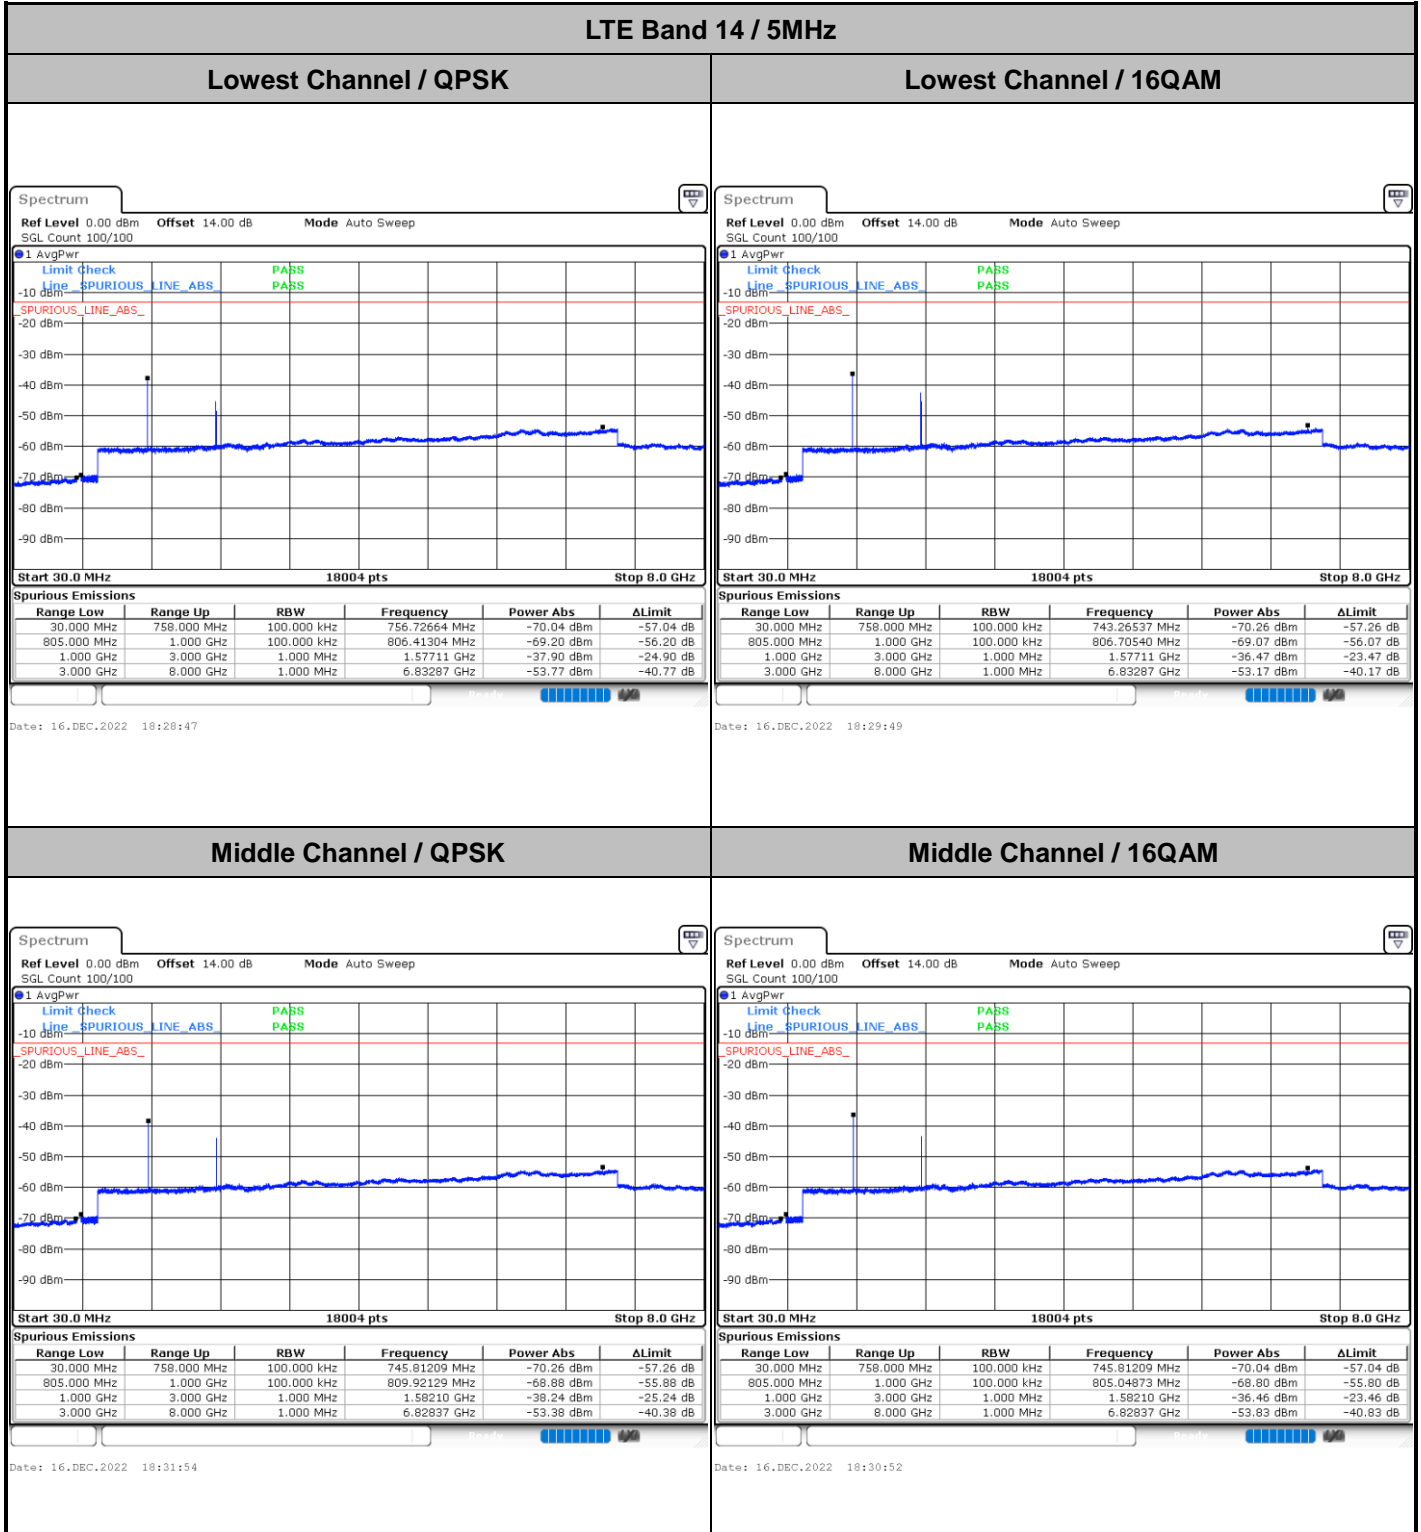 LTE Band 14 / 5MHz
Lowest Channel / QPSK
Lowest Channel / 16QAM
Spectrum
Ref Level 0.00 dBm Offset 14.00 dB Mode Auto Sweep
SGL Count 100/100
1 AvgPwr
Limit Check PASS
Line _SPURIOUS_LINE_ABS_ PASS
-10 dBm
_SPURIOUS_LINE_ABS_
-20 dBm
-30 dBm
-40 dBm
-50 dBm
-60 dBm
-70 dBm
-80 dBm
-90 dBm
Start 30.0 MHz 18004 pts Stop 8.0 GHz
Spurious Emissions
Range Low Range Up RBW Frequency Power Abs ΔLimit
30.000 MHz 758.000 MHz 100.000 kHz 756.72664 MHz -70.04 dBm -57.04 dB
805.000 MHz 1.000 GHz 100.000 kHz 806.41304 MHz -69.20 dBm -56.20 dB
1.000 GHz 3.000 GHz 1.000 MHz 1.57711 GHz -37.90 dBm -24.90 dB
3.000 GHz 8.000 GHz 1.000 MHz 6.83287 GHz -53.77 dBm -40.77 dB
Ready
Date: 16.DEC.2022 18:28:47
Spectrum
Ref Level 0.00 dBm Offset 14.00 dB Mode Auto Sweep
SGL Count 100/100
1 AvgPwr
Limit Check PASS
Line _SPURIOUS_LINE_ABS_ PASS
-10 dBm
_SPURIOUS_LINE_ABS_
-20 dBm
-30 dBm
-40 dBm
-50 dBm
-60 dBm
-70 dBm
-80 dBm
-90 dBm
Start 30.0 MHz 18004 pts Stop 8.0 GHz
Spurious Emissions
Range Low Range Up RBW Frequency Power Abs ΔLimit
30.000 MHz 758.000 MHz 100.000 kHz 743.26537 MHz -70.26 dBm -57.26 dB
805.000 MHz 1.000 GHz 100.000 kHz 806.70540 MHz -69.07 dBm -56.07 dB
1.000 GHz 3.000 GHz 1.000 MHz 1.57711 GHz -36.47 dBm -23.47 dB
3.000 GHz 8.000 GHz 1.000 MHz 6.83287 GHz -53.17 dBm -40.17 dB
Ready
Date: 16.DEC.2022 18:29:49
Middle Channel / QPSK
Middle Channel / 16QAM
Spectrum
Ref Level 0.00 dBm Offset 14.00 dB Mode Auto Sweep
SGL Count 100/100
1 AvgPwr
Limit Check PASS
Line _SPURIOUS_LINE_ABS_ PASS
-10 dBm
_SPURIOUS_LINE_ABS_
-20 dBm
-30 dBm
-40 dBm
-50 dBm
-60 dBm
-70 dBm
-80 dBm
-90 dBm
Start 30.0 MHz 18004 pts Stop 8.0 GHz
Spurious Emissions
Range Low Range Up RBW Frequency Power Abs ΔLimit
30.000 MHz 758.000 MHz 100.000 kHz 745.81209 MHz -70.26 dBm -57.26 dB
805.000 MHz 1.000 GHz 100.000 kHz 809.92129 MHz -68.88 dBm -55.88 dB
1.000 GHz 3.000 GHz 1.000 MHz 1.58210 GHz -38.24 dBm -25.24 dB
3.000 GHz 8.000 GHz 1.000 MHz 6.82837 GHz -53.38 dBm -40.38 dB
Ready
Date: 16.DEC.2022 18:31:54
Spectrum
Ref Level 0.00 dBm Offset 14.00 dB Mode Auto Sweep
SGL Count 100/100
1 AvgPwr
Limit Check PASS
Line _SPURIOUS_LINE_ABS_ PASS
-10 dBm
_SPURIOUS_LINE_ABS_
-20 dBm
-30 dBm
-40 dBm
-50 dBm
-60 dBm
-70 dBm
-80 dBm
-90 dBm
Start 30.0 MHz 18004 pts Stop 8.0 GHz
Spurious Emissions
Range Low Range Up RBW Frequency Power Abs ΔLimit
30.000 MHz 758.000 MHz 100.000 kHz 745.81209 MHz -70.04 dBm -57.04 dB
805.000 MHz 1.000 GHz 100.000 kHz 805.04873 MHz -68.80 dBm -55.80 dB
1.000 GHz 3.000 GHz 1.000 MHz 1.58210 GHz -36.46 dBm -23.46 dB
3.000 GHz 8.000 GHz 1.000 MHz 6.82837 GHz -53.83 dBm -40.83 dB
Ready
Date: 16.DEC.2022 18:30:52